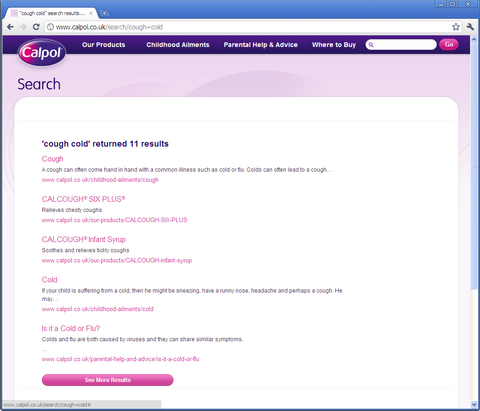 "cough cold" search results....
www.calpol.co.uk/search/cough+cold
Calpol
Our Products
Childhood Ailments
Parental Help & Advice
Where to Buy
Go
Search
'cough cold' returned 11 results
Cough
A cough can often come hand in hand with a common illness such as cold or flu. Colds can often lead to a cough...
www.calpol.co.uk/childhood-ailments/cough
CALCOUGH® SIX PLUS®
Relieves chesty coughs
www.calpol.co.uk/our-products/CALCOUGH-SIX-PLUS
CALCOUGH® Infant Syrup
Soothes and relieves tickly coughs
www.calpol.co.uk/our-products/CALCOUGH-infant-syrup
Cold
If your child is suffering from a cold, then he might be sneezing, have a runny nose, headache and perhaps a cough. He
may...
www.calpol.co.uk/childhood-ailments/cold
Is it a Cold or Flu?
Colds and flu are both caused by viruses and they can share similar symptoms.
...
www.calpol.co.uk/parental-help-and-advice/is-it-a-cold-or-flu
See More Results
www.calpol.co.uk/search/cough+cold#